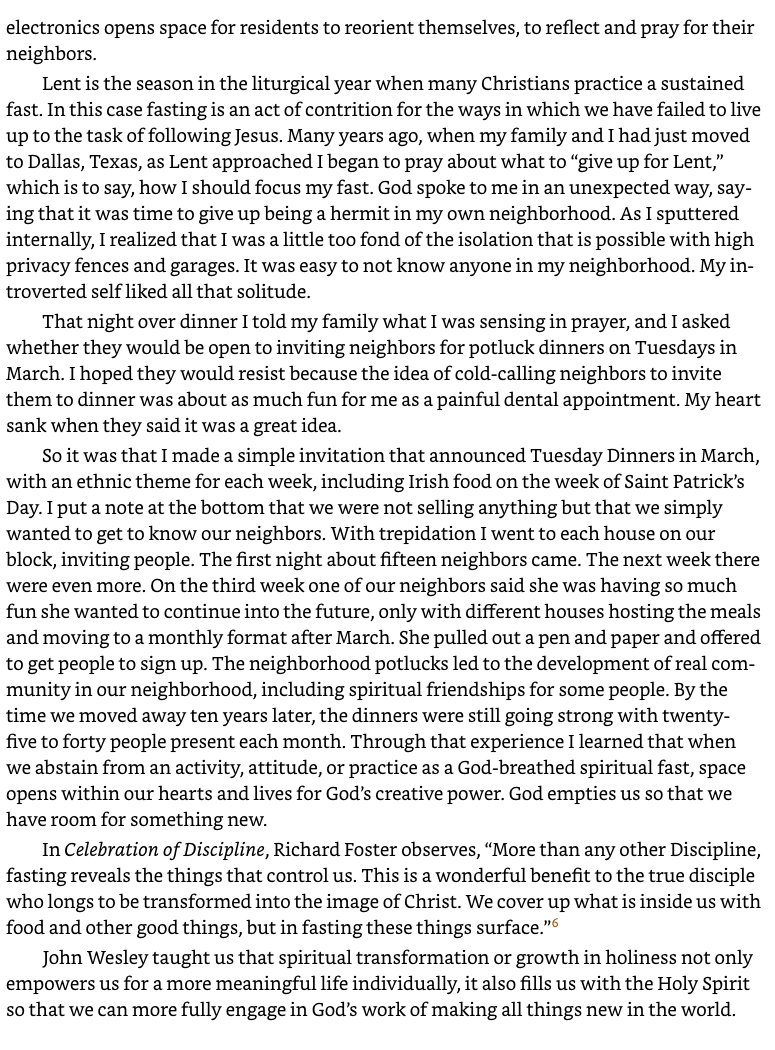 electronics opens space for residents to reorient themselves, to reflect and pray for their
neighbors.
Lent is the season in the liturgical year when many Christians practice a sustained
fast. In this case fasting is an act of contrition for the ways in which we have failed to live
up to the task of following Jesus. Many years ago, when my family and I had just moved
to Dallas, Texas, as Lent approached I began to pray about what to “give up for Lent,”
which is to say, how I should focus my fast. God spoke to me in an unexpected way, say-
ing that it was time to give up being a hermit in my own neighborhood. As I sputtered
internally, I realized that I was a little too fond of the isolation that is possible with high
privacy fences and garages. It was easy to not know anyone in my neighborhood. My in-
troverted self liked all that solitude.
That night over dinner I told my family what I was sensing in prayer, and I asked
whether they would be open to inviting neighbors for potluck dinners on Tuesdays in
March. I hoped they would resist because the idea of cold-calling neighbors to invite
them to dinner was about as much fun for me as a painful dental appointment. My heart
sank when they said it was a great idea.
So it was that I made a simple invitation that announced Tuesday Dinners in March,
with an ethnic theme for each week, including Irish food on the week of Saint Patrick’s
Day. I put a note at the bottom that we were not selling anything but that we simply
wanted to get to know our neighbors. With trepidation I went to each house on our
block, inviting people. The first night about fifteen neighbors came. The next week there
were even more. On the third week one of our neighbors said she was having so much
fun she wanted to continue into the future, only with different houses hosting the meals
and moving to a monthly format after March. She pulled out a pen and paper and offered
to get people to sign up. The neighborhood potlucks led to the development of real com-
munity in our neighborhood, including spiritual friendships for some people. By the
time we moved away ten years later, the dinners were still going strong with twenty-
five to forty people present each month. Through that experience I learned that when
we abstain from an activity, attitude, or practice as a God-breathed spiritual fast, space
opens within our hearts and lives for God’s creative power. God empties us so that we
have room for something new.
In Celebration of Discipline, Richard Foster observes, “More than any other Discipline,
fasting reveals the things that control us. This is a wonderful benefit to the true disciple
who longs to be transformed into the image of Christ. We cover up what is inside us with
food and other good things, but in fasting these things surface.”6
John Wesley taught us that spiritual transformation or growth in holiness not only
empowers us for a more meaningful life individually, it also fills us with the Holy Spirit
so that we can more fully engage in God’s work of making all things new in the world.